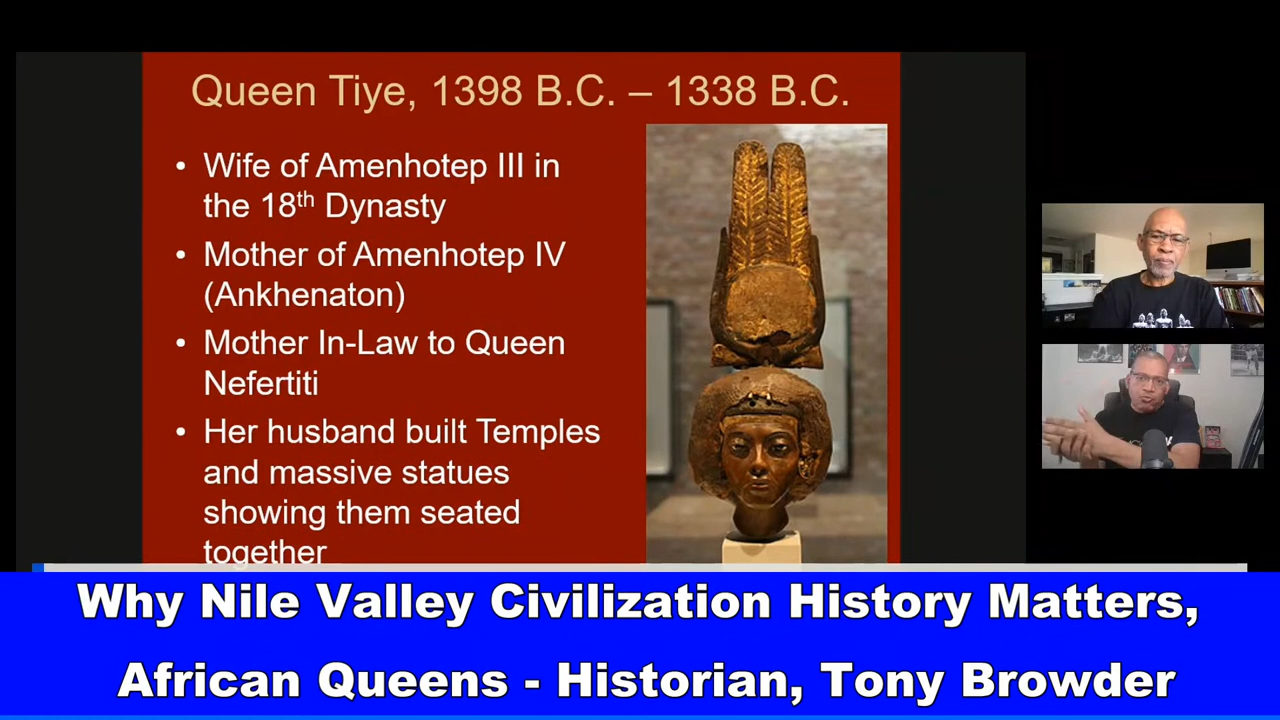 Queen Tiye, 1398 B.C. – 1338 B.C.
• Wife of Amenhotep III in
the 18th Dynasty
• Mother of Amenhotep IV
(Ankhenaton)
• Mother In-Law to Queen
Nefertiti
• Her husband built Temples
and massive statues
showing them seated
together
Why Nile Valley Civilization History Matters,
African Queens - Historian, Tony Browder